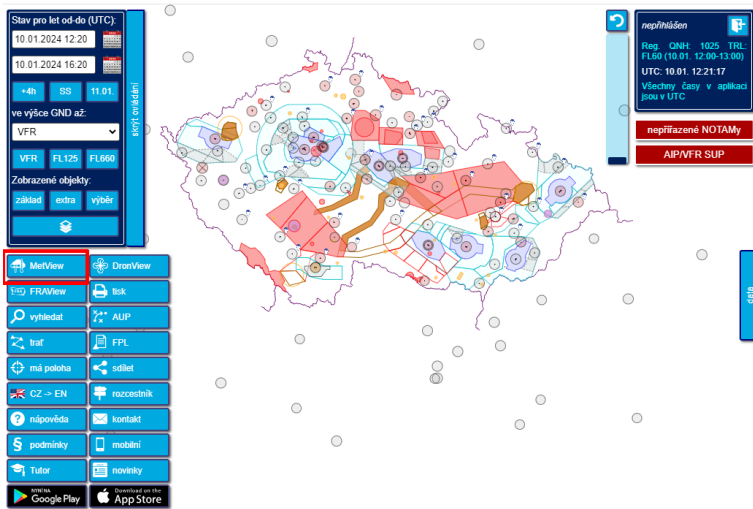 Stav pro let od-do (UTC):
10.01.2024 12:20
10.01.2024 16:20
+4h
SS
11.01.
ve výšce GND až:
VFR
VFR
FL125
FL660
Zobrazené objekty:
základ
extra
výběr
skrýt ovládání
MetView
DronView
FRAView
tisk
vyhledat
AUP
trať
FPL
má poloha
sdílet
CZ -> EN
rozcestník
nápověda
kontakt
podmínky
mobilní
Tutor
novinky
NYNÍ NA
Google Play
Download on the
App Store
nepřihlášen
Reg. QNH: 1025 TRL:
FL60 (10.01. 12:00-13:00)
UTC: 10.01. 12:21:17
Všechny časy v aplikaci
jsou v UTC
nepřiřazené NOTAMy
AIP/VFR SUP
data